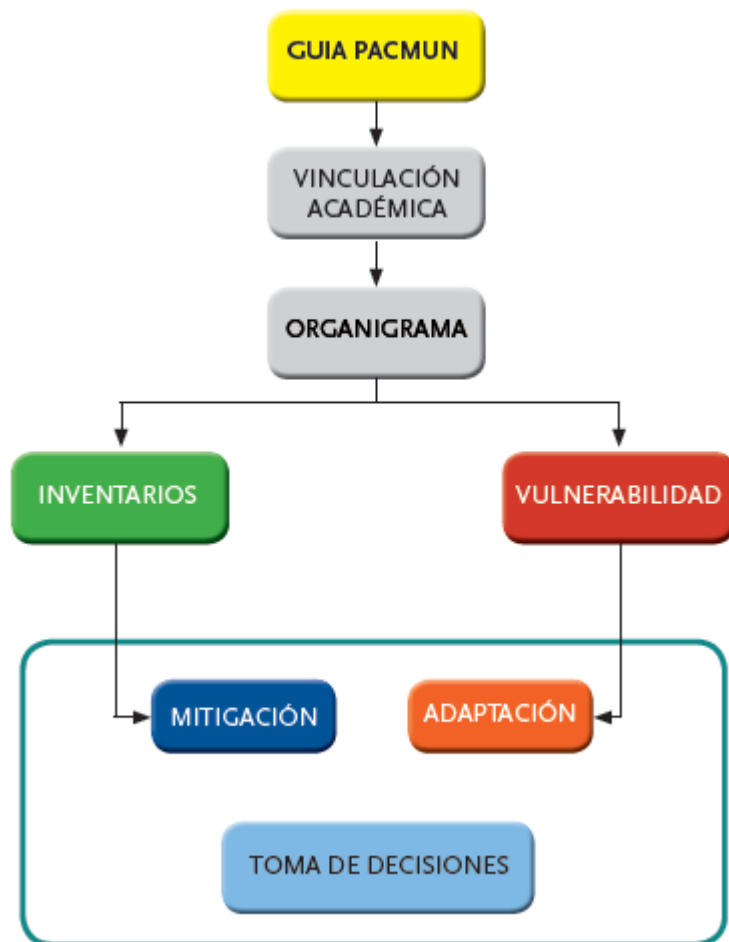 GUIA PACMUN
VINCULACIÓN
ACADÉMICA
ORGANIGRAMA
INVENTARIOS
VULNERABILIDAD
MITIGACIÓN
ADAPTACIÓN
TOMA DE DECISIONES